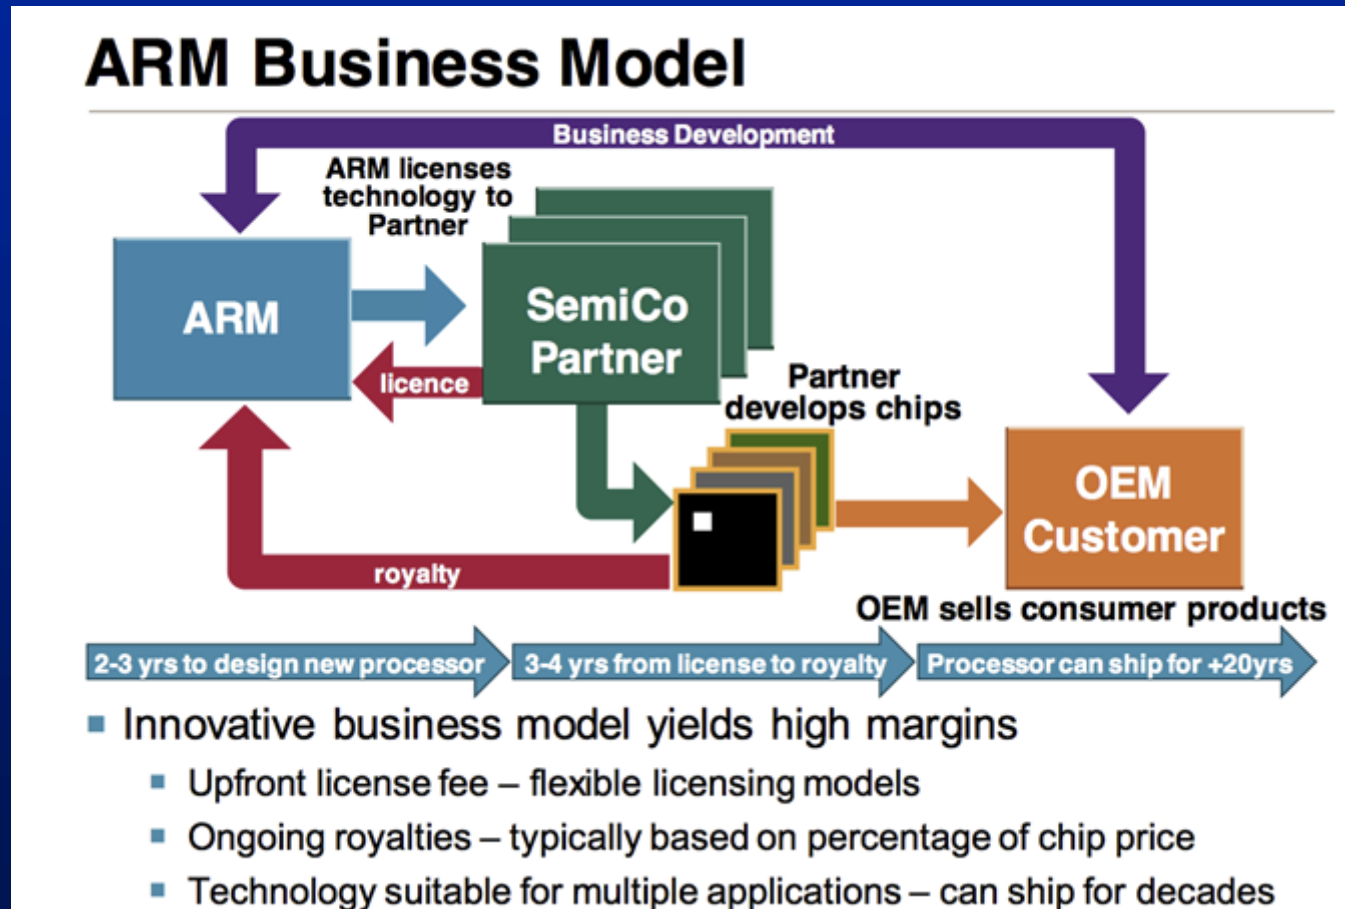 ARM Business Model
Business Development
ARM licenses
technology to
Partner
ARM
SemiCo
Partner
licence
Partner
develops chips
OEM
Customer
royalty
OEM sells consumer products
2-3 yrs to design new processor
3-4 yrs from license to royalty
Processor can ship for +20yrs
Innovative business model yields high margins
Upfront license fee – flexible licensing models
Ongoing royalties – typically based on percentage of chip price
Technology suitable for multiple applications – can ship for decades